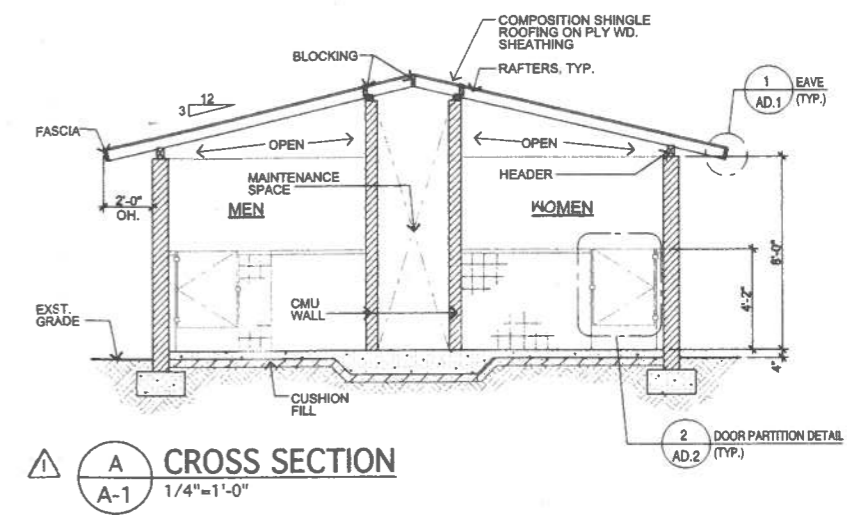 COMPOSITION SHINGLE
ROOFING ON PLY WD.
SHEATHING
BLOCKING
RAFTERS, TYP.
1
AD.1
EAVE
(TYP.)
12
3
FASCIA
OPEN
OPEN
MAINTENANCE
SPACE
HEADER
2'-0"
OH.
MEN
WOMEN
8'-0"
4'-2"
EXST.
GRADE
CMU
WALL
4"
CUSHION
FILL
2
AD.2
DOOR PARTITION DETAIL
(TYP.)
1
A
A-1
CROSS SECTION
1/4"=1'-0"